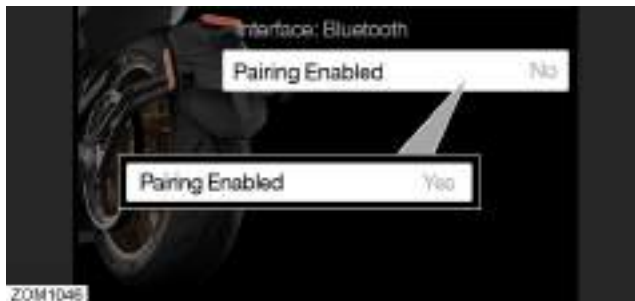 Interface: Bluetooth
Pairing Enabled No
Pairing Enabled Yes
ZOM1046